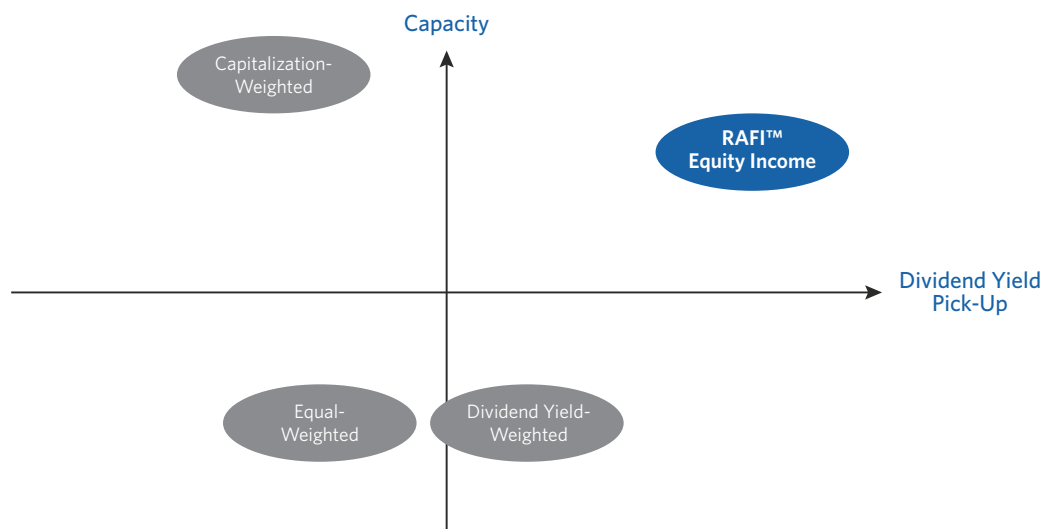 Capacity
Capitalization-
Weighted
RAFI™
Equity Income
Dividend Yield
Pick-Up
Equal-
Weighted
Dividend Yield-
Weighted